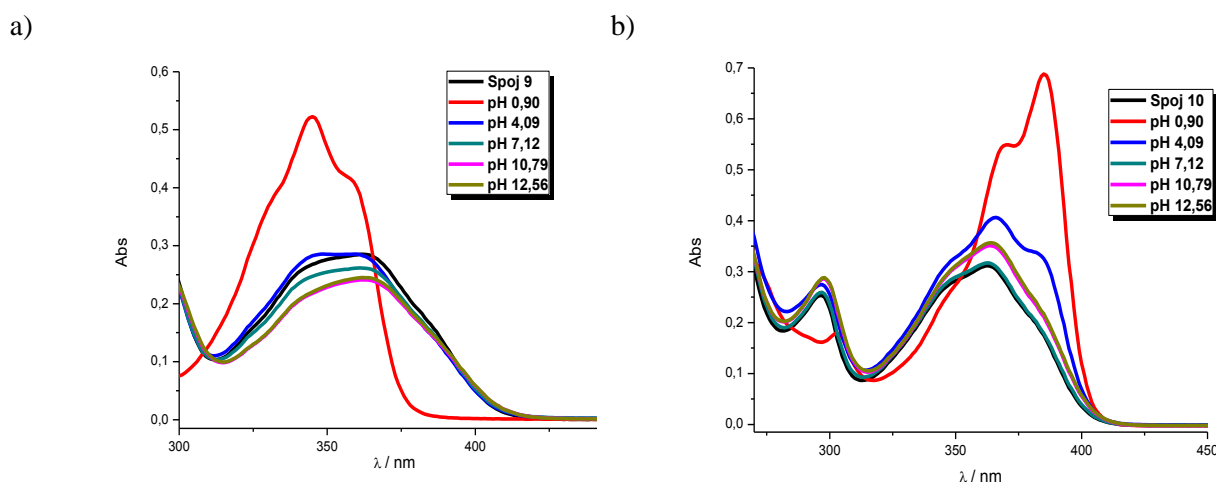 a)
Abs
0,6
0,5
0,4
0,3
0,2
0,1
0,0
300
350
400
λ / nm
Spoj 9
pH 0,90
pH 4,09
pH 7,12
pH 10,79
pH 12,56
b)
Abs
0,7
0,6
0,5
0,4
0,3
0,2
0,1
0,0
300
350
400
450
λ / nm
Spoj 10
pH 0,90
pH 4,09
pH 7,12
pH 10,79
pH 12,56